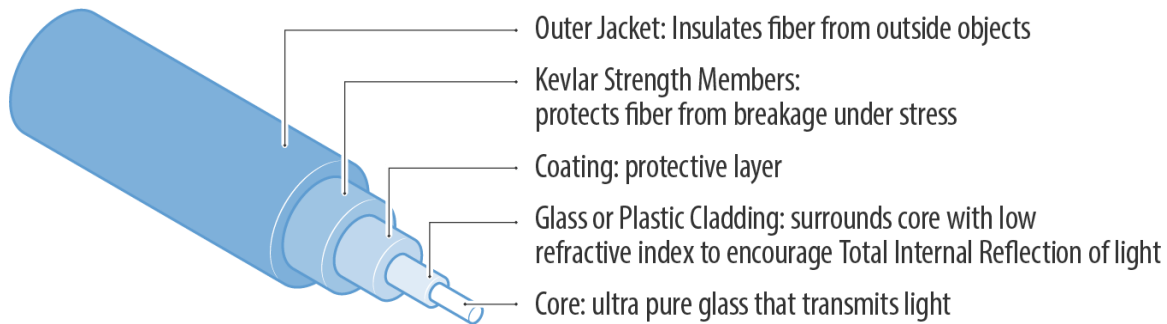 Outer Jacket: Insulates fiber from outside objects
Kevlar Strength Members:
protects fiber from breakage under stress
Coating: protective layer
Glass or Plastic Cladding: surrounds core with low
refractive index to encourage Total Internal Reflection of light
Core: ultra pure glass that transmits light